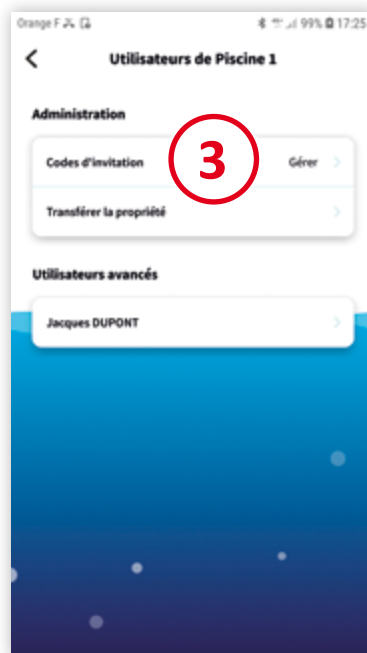 Orange F
99% 17:25
Utilisateurs de Piscine 1
Administration
Codes d'invitation
3
Gérer
Transférer la propriété
Utilisateurs avancés
Jacques DUPONT